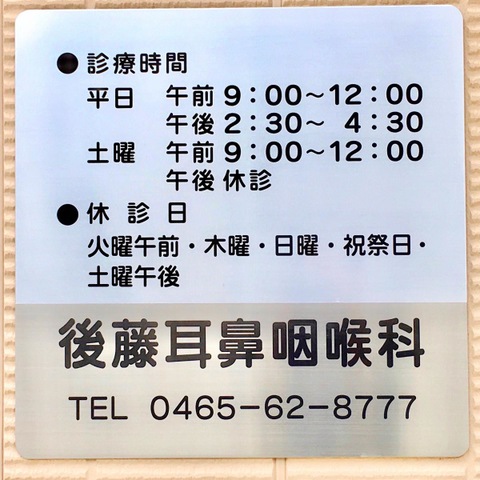 ● 診療時間
平日 午前 9:00～12:00
午後 2:30～ 4:30
土曜 午前 9:00～12:00
午後 休診
● 休 診 日
火曜午前・木曜・日曜・祝祭日・
土曜午後
後藤耳鼻咽喉科
TEL 0465-62-8777